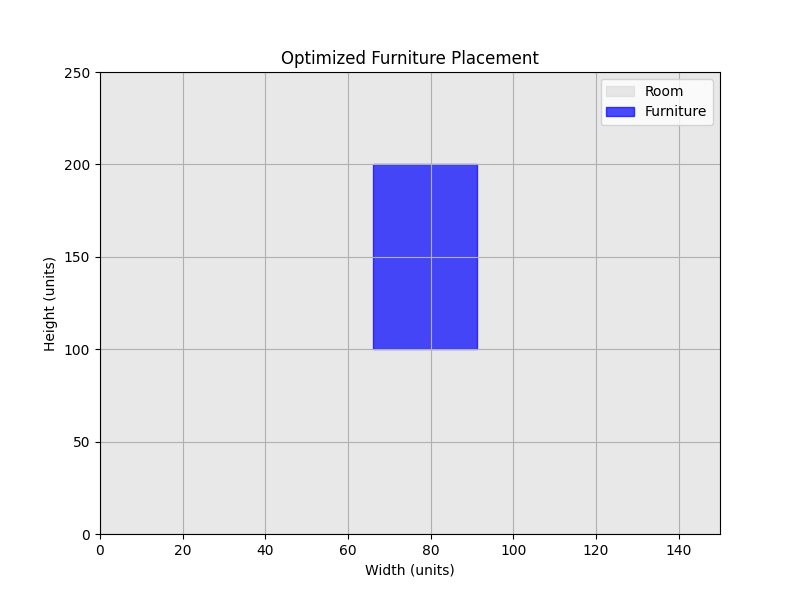 Optimized Furniture Placement
Room
Furniture
250
200
150
100
50
0
Height (units)
0 20 40 60 80 100 120 140
Width (units)